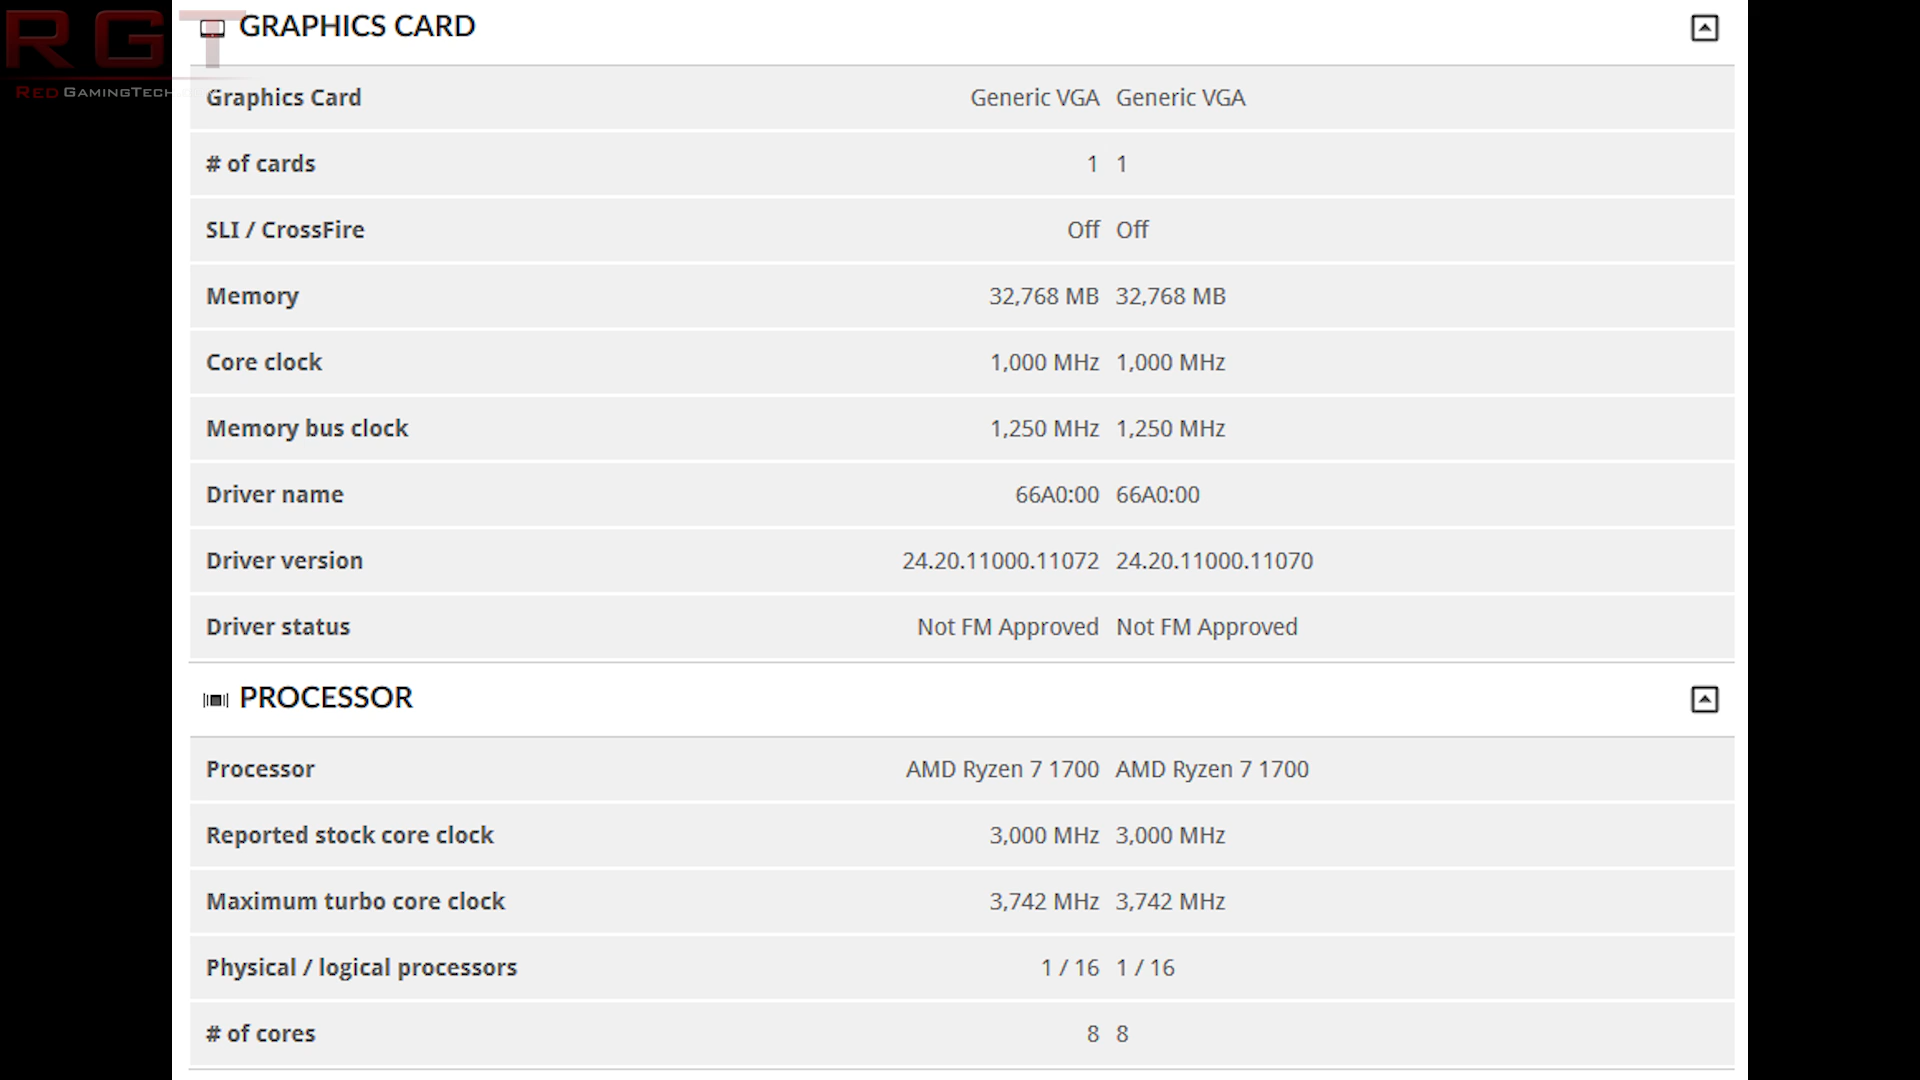 RGT
RED GAMINGTECH
GRAPHICS CARD
Graphics Card Generic VGA Generic VGA
# of cards 1 1
SLI / CrossFire Off Off
Memory 32,768 MB 32,768 MB
Core clock 1,000 MHz 1,000 MHz
Memory bus clock 1,250 MHz 1,250 MHz
Driver name 66A0:00 66A0:00
Driver version 24.20.11000.11072 24.20.11000.11070
Driver status Not FM Approved Not FM Approved
PROCESSOR
Processor AMD Ryzen 7 1700 AMD Ryzen 7 1700
Reported stock core clock 3,000 MHz 3,000 MHz
Maximum turbo core clock 3,742 MHz 3,742 MHz
Physical / logical processors 1 / 16 1 / 16
# of cores 8 8